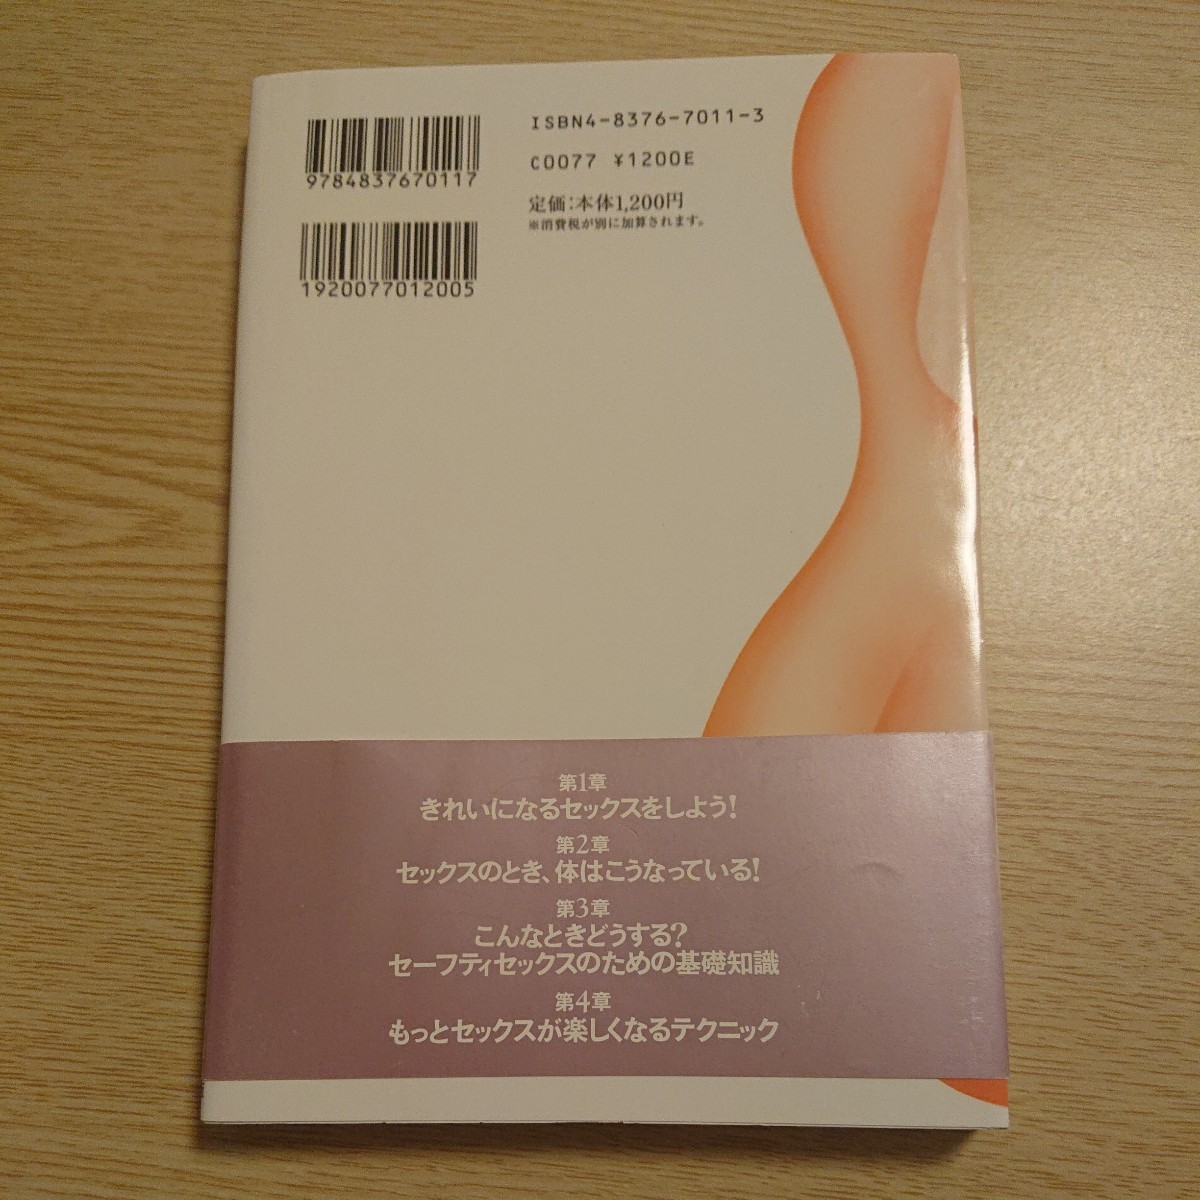 9784837670117
ISBN4-8376-7011-3
C0077 ¥1200E
定価：本体1,200円
※消費税が別に加算されます。
1920077012005
第1章
きれいになるセックスをしよう!
第2章
セックスのとき、体はこうなっている!
第3章
こんなときどうする?
セーフティセックスのための基礎知識
第4章
もっとセックスが楽しくなるテクニック